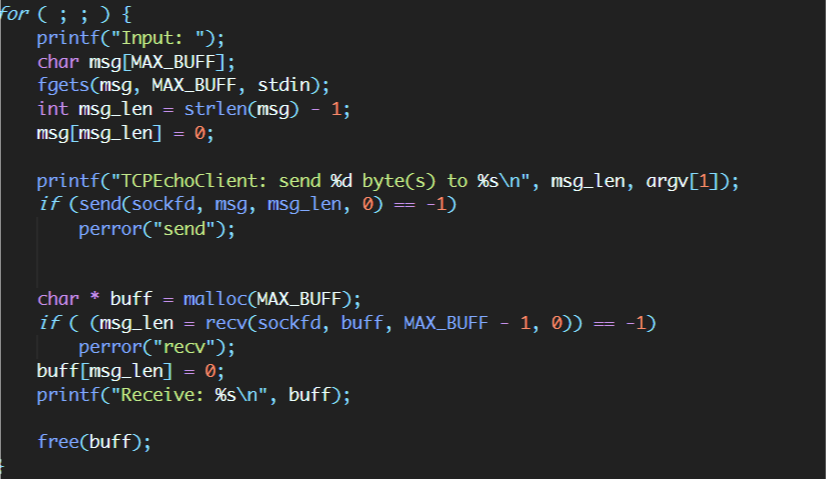 for ( ; ; ) {
    printf("Input: ");
    char msg[MAX_BUFF];
    fgets(msg, MAX_BUFF, stdin);
    int msg_len = strlen(msg) - 1;
    msg[msg_len] = 0;
    printf("TCPEchoClient: send %d byte(s) to %s\n", msg_len, argv[1]);
    if (send(sockfd, msg, msg_len, 0) == -1)
        perror("send");
    char * buff = malloc(MAX_BUFF);
    if ( (msg_len = recv(sockfd, buff, MAX_BUFF - 1, 0)) == -1)
        perror("recv");
    buff[msg_len] = 0;
    printf("Receive: %s\n", buff);
    free(buff);
}